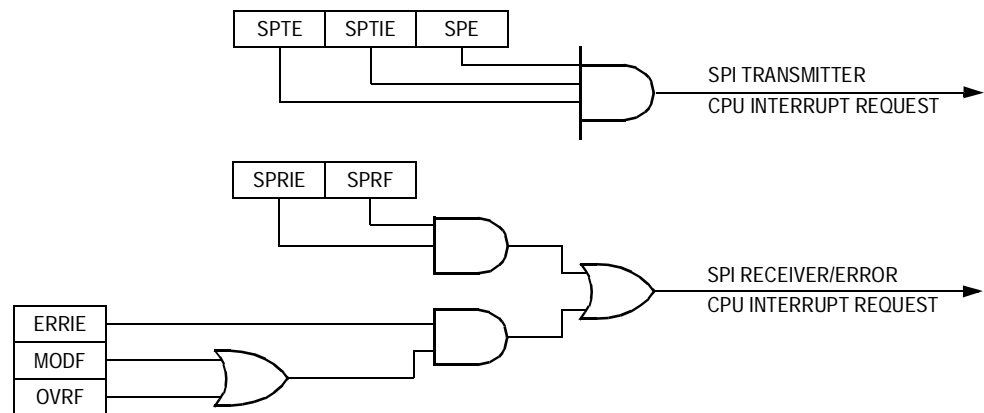 SPTE SPTIE SPE
SPI TRANSMITTER
CPU INTERRUPT REQUEST
SPRIE SPRF
SPI RECEIVER/ERROR
CPU INTERRUPT REQUEST
ERRIE
MODF
OVRF